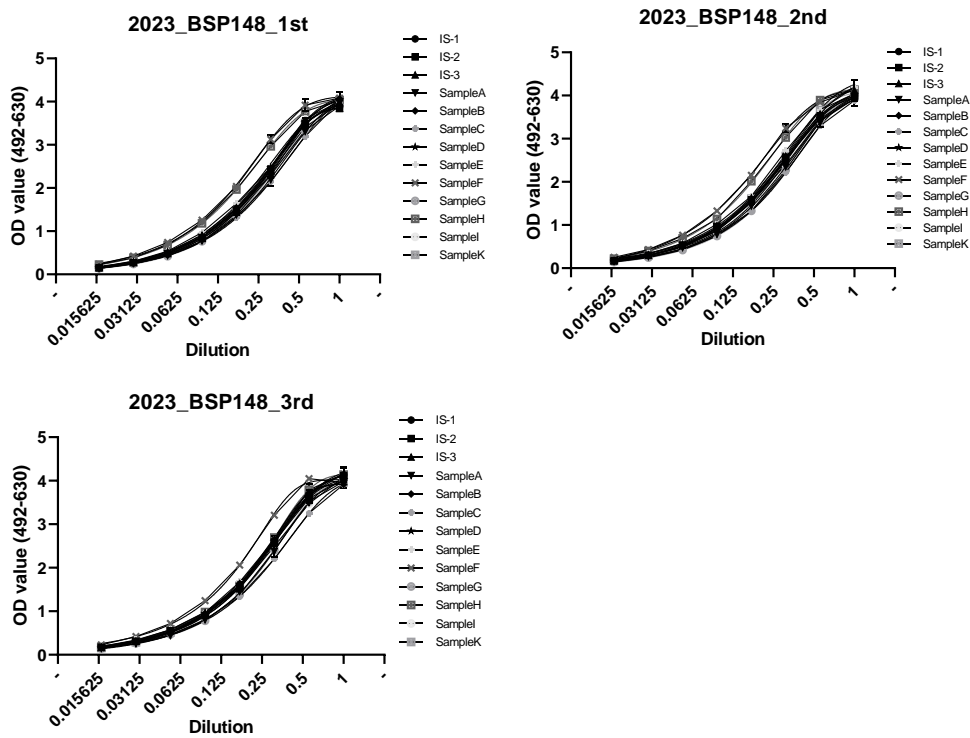 2023_BSP148_1st
OD value (492-630)
5
4
3
2
1
0
-
0.015625
0.03125
0.0625
0.125
0.25
0.5
1
-
Dilution
IS-1
IS-2
IS-3
SampleA
SampleB
SampleC
SampleD
SampleE
SampleF
SampleG
SampleH
SampleI
SampleK
2023_BSP148_2nd
OD value (492-630)
5
4
3
2
1
0
-
0.015625
0.03125
0.0625
0.125
0.25
0.5
1
-
Dilution
IS-1
IS-2
IS-3
SampleA
SampleB
SampleC
SampleD
SampleE
SampleF
SampleG
SampleH
SampleI
SampleK
2023_BSP148_3rd
OD value (492-630)
5
4
3
2
1
0
-
0.015625
0.03125
0.0625
0.125
0.25
0.5
1
-
Dilution
IS-1
IS-2
IS-3
SampleA
SampleB
SampleC
SampleD
SampleE
SampleF
SampleG
SampleH
SampleI
SampleK